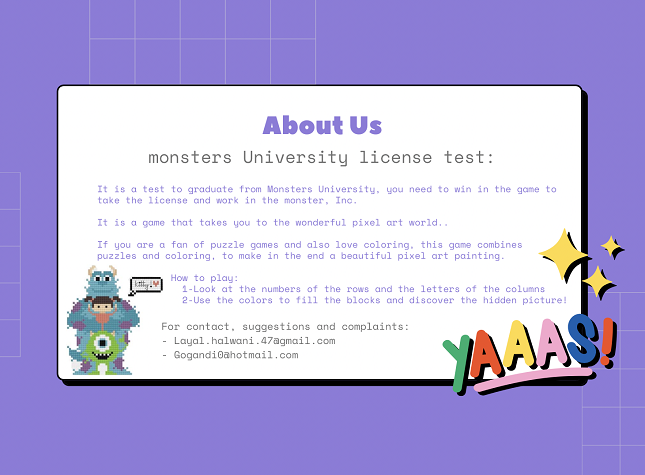 About Us
monsters University license test:
It is a test to graduate from Monsters University, you need to win in the game to
take the license and work in the monster, Inc.
It is a game that takes you to the wonderful pixel art world..
If you are a fan of puzzle games and also love coloring, this game combines
puzzles and coloring, to make in the end a beautiful pixel art painting.
How to play:
1-Look at the numbers of the rows and the letters of the columns
2-Use the colors to fill the blocks and discover the hidden picture!
For contact, suggestions and complaints:
- Layal.halwani.47@gmail.com
- Gogandi0@hotmail.com
YAAAAS!